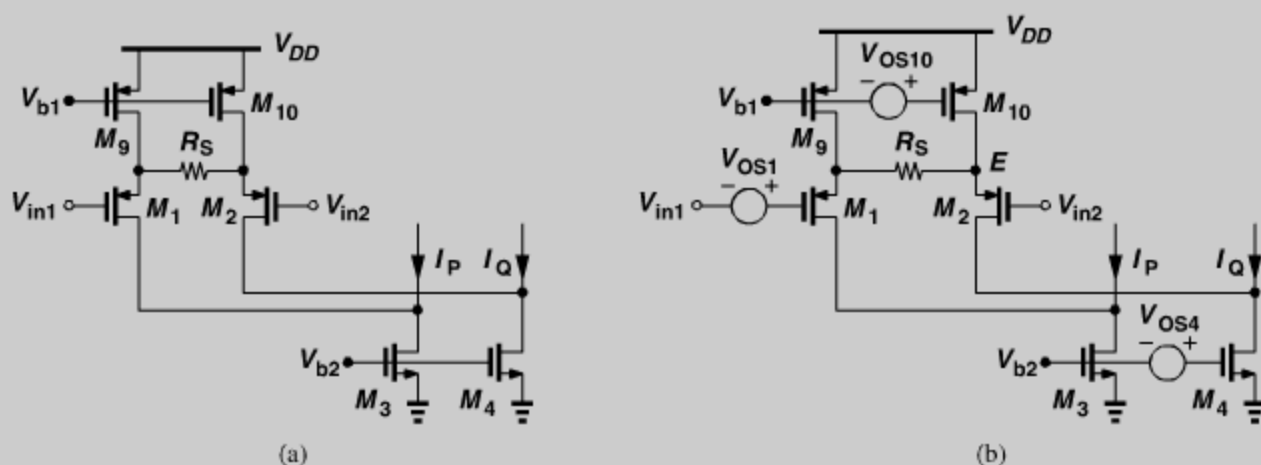 V_DD
V_b1
M_10
M_9
R_S
V_in1
M_1
M_2
V_in2
I_P
I_Q
V_b2
M_3
M_4
(a)
V_DD
V_OS10
V_b1
M_10
M_9
R_S
E
V_OS1
V_in1
M_1
M_2
V_in2
I_P
I_Q
V_OS4
V_b2
M_3
M_4
(b)